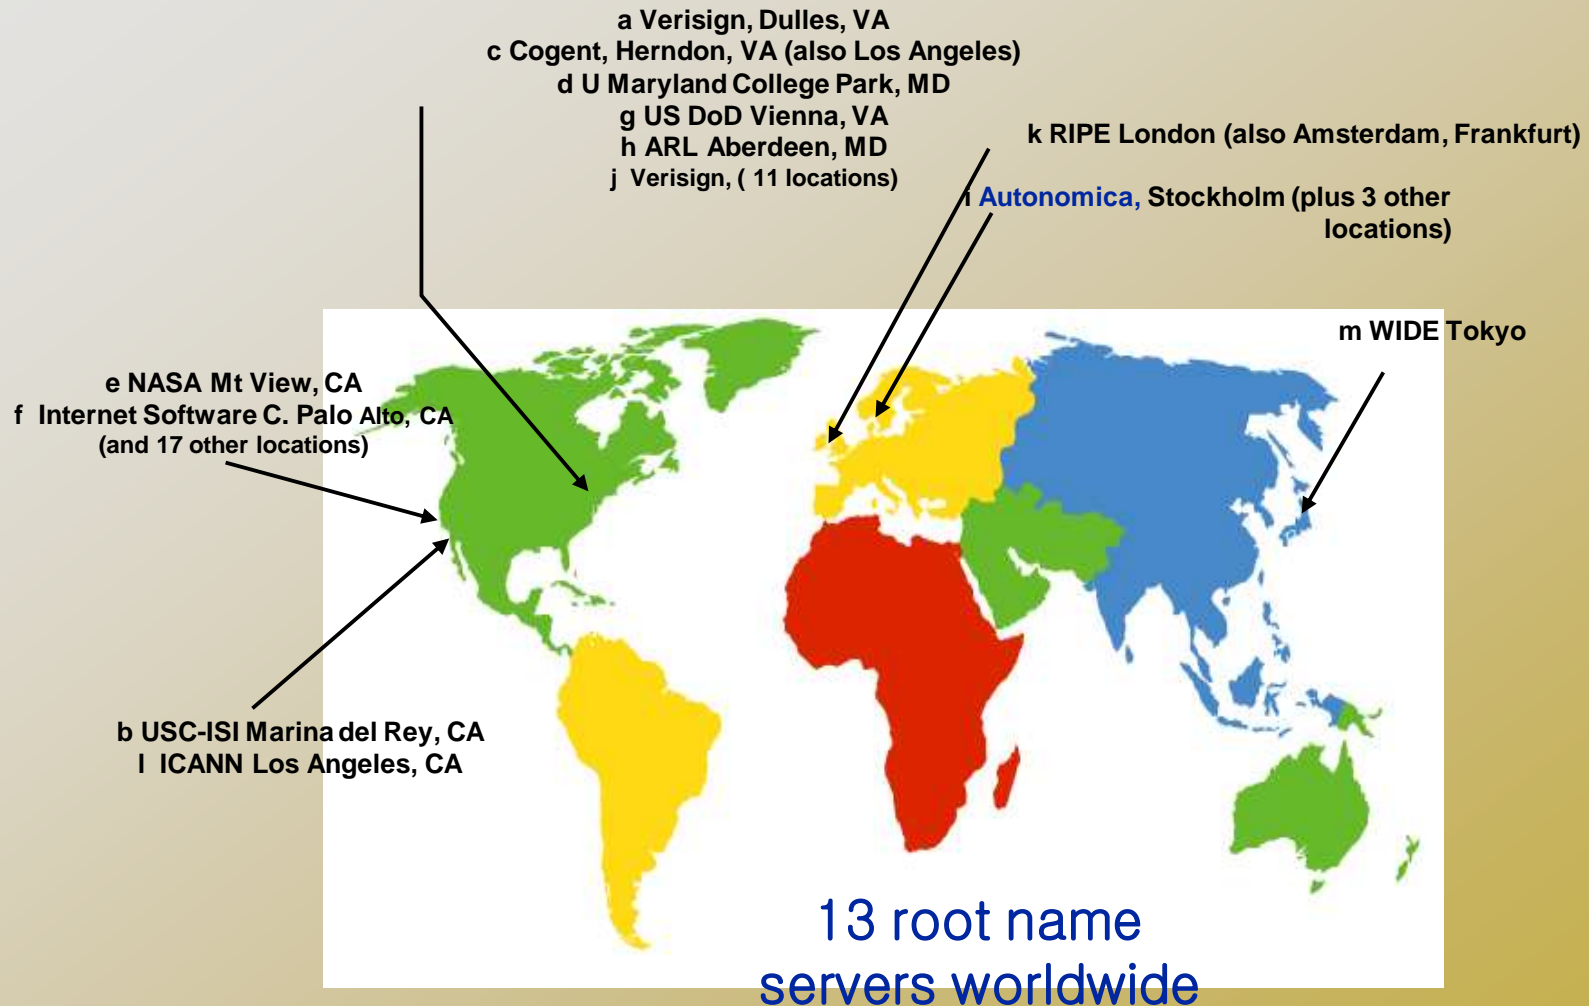 a Verisign, Dulles, VA
c Cogent, Herndon, VA (also Los Angeles)
d U Maryland College Park, MD
g US DoD Vienna, VA
h ARL Aberdeen, MD
j Verisign, ( 11 locations)
k RIPE London (also Amsterdam, Frankfurt)
i Autonomica, Stockholm (plus 3 other
locations)
m WIDE Tokyo
e NASA Mt View, CA
f Internet Software C. Palo Alto, CA
(and 17 other locations)
b USC-ISI Marina del Rey, CA
l ICANN Los Angeles, CA
13 root name
servers worldwide